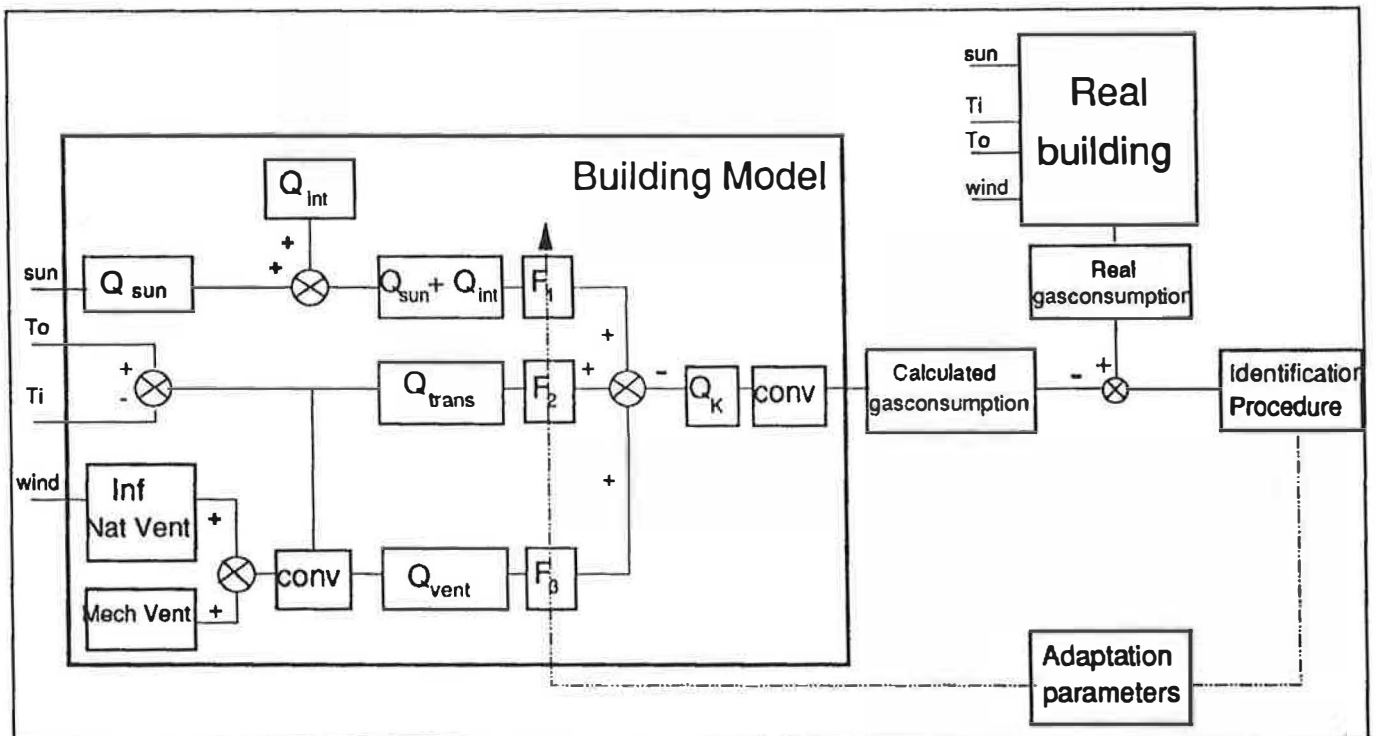 sun
Ti
To
wind
Real
building
Building Model
Q int
+
+
sun
Q sun
Q sun + Q int
F1
Real
gasconsumption
To
+
-
Ti
Q trans
F2
+
+
-
QK
conv
Calculated
gasconsumption
-
+
Identification
Procedure
wind
Inf
Nat Vent
+
+
conv
Q vent
F3
Mech Vent
+
Adaptation
parameters